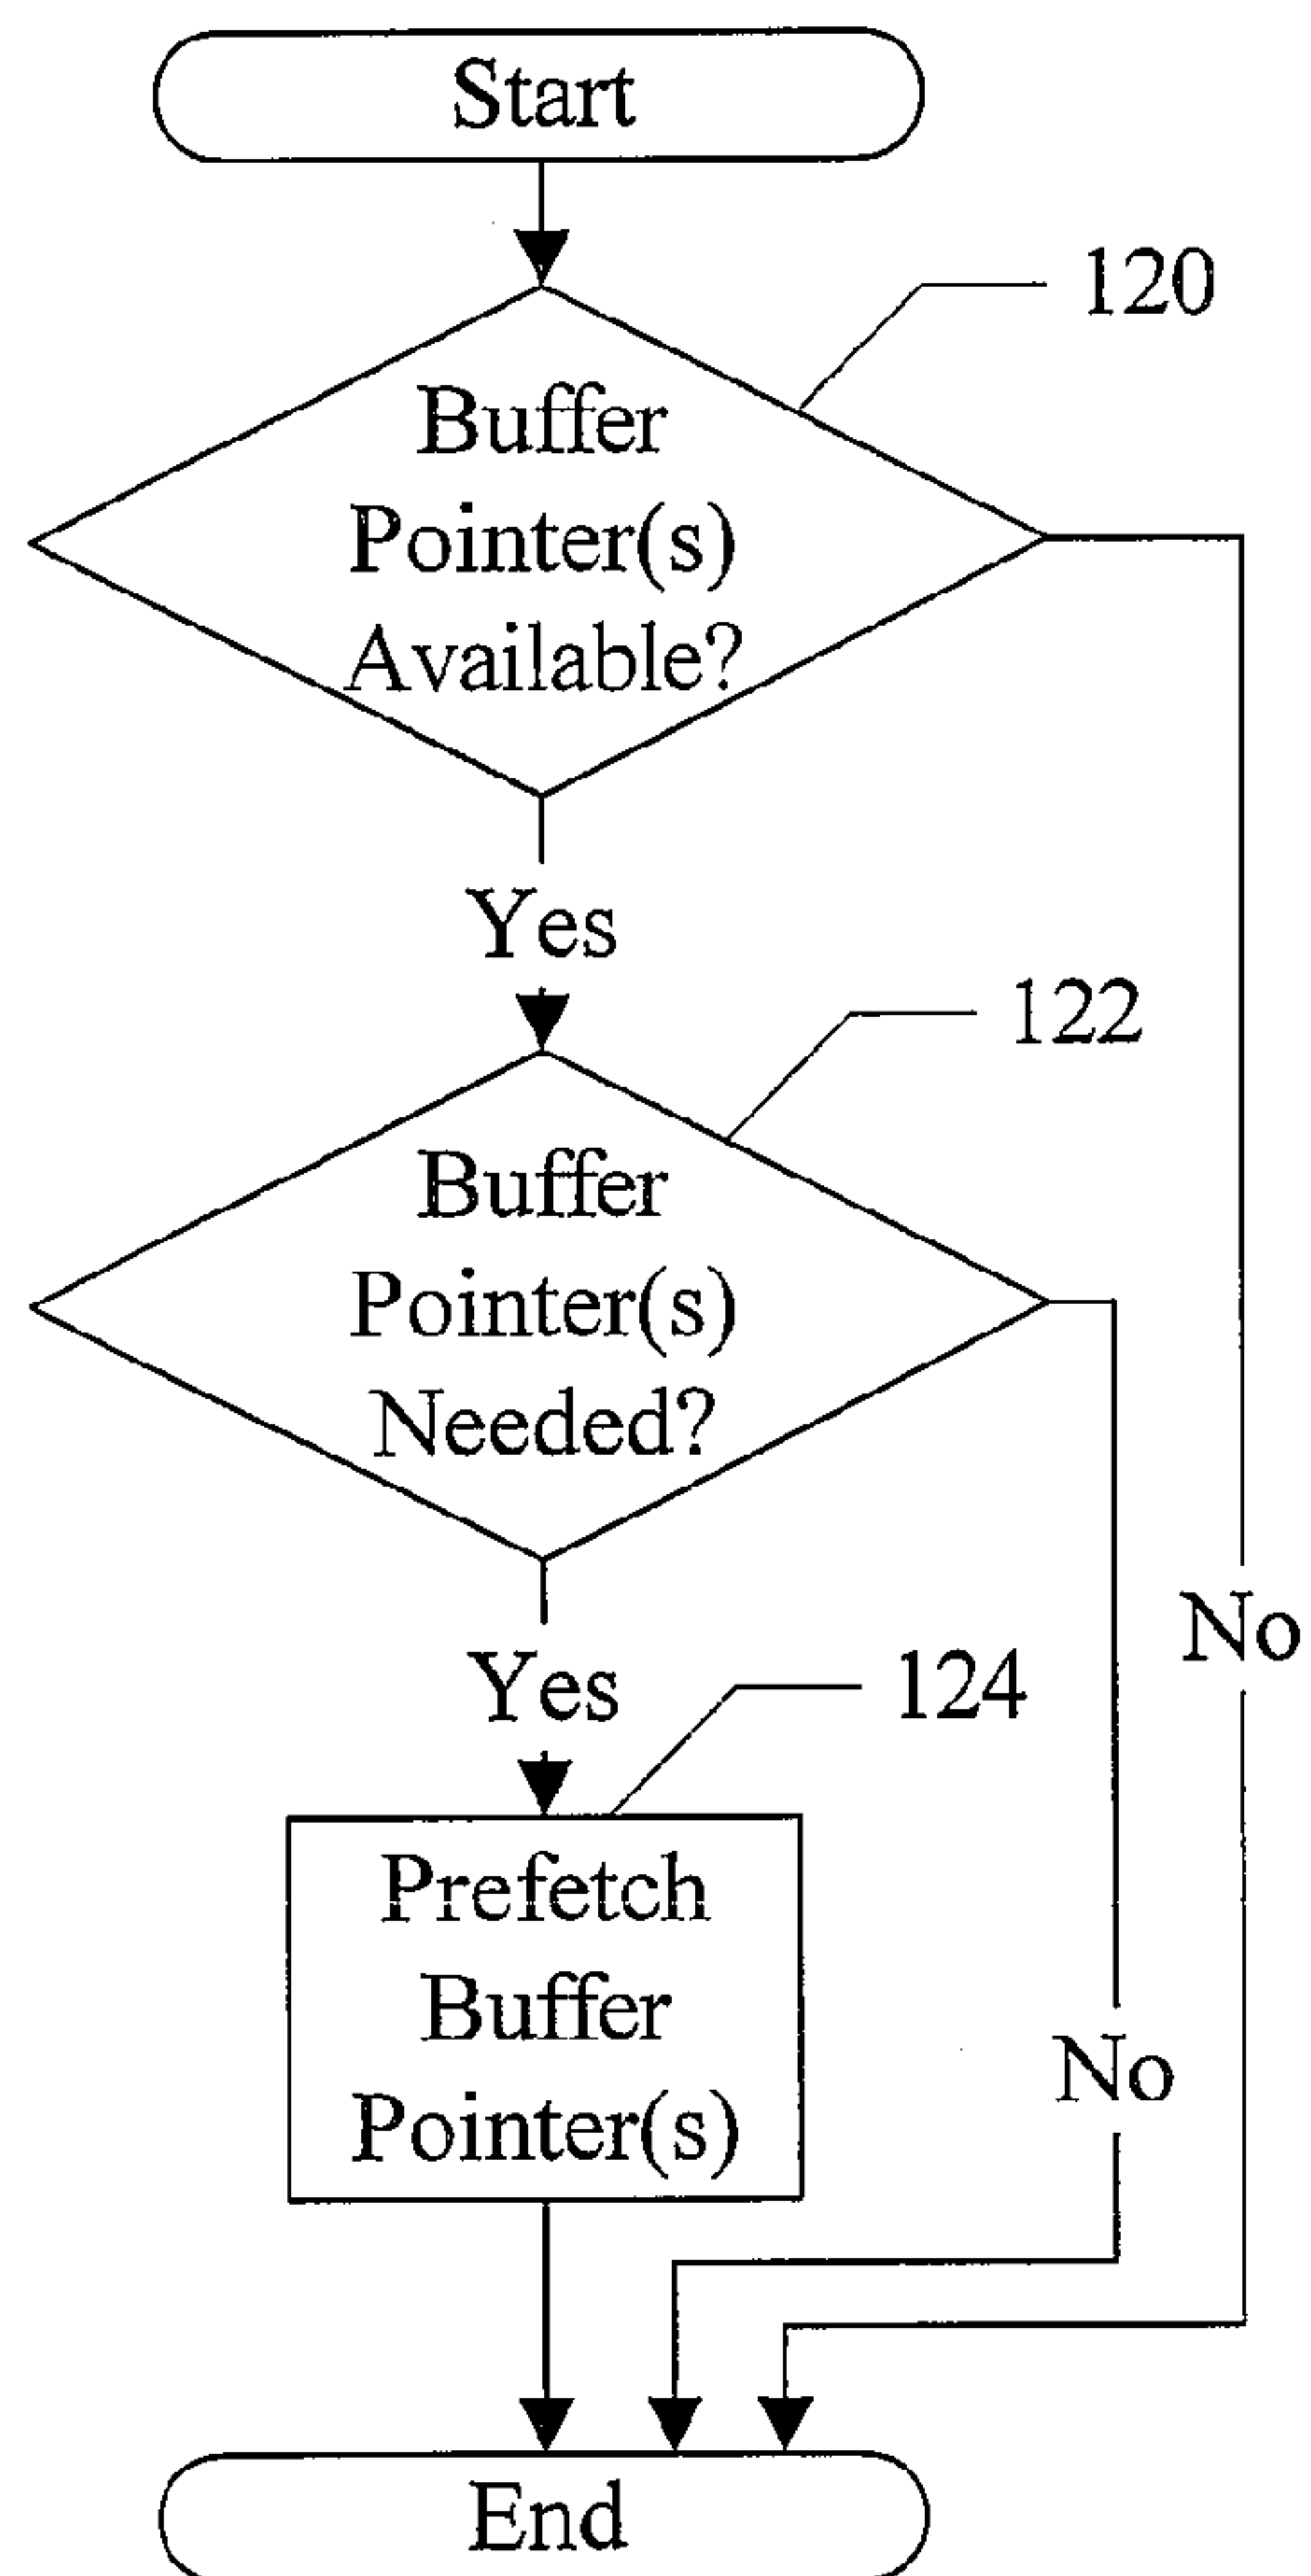 Start
120
Buffer
Pointer(s)
Available?
Yes
122
Buffer
Pointer(s)
Needed?
No
Yes
124
Prefetch
Buffer
Pointer(s)
No
End